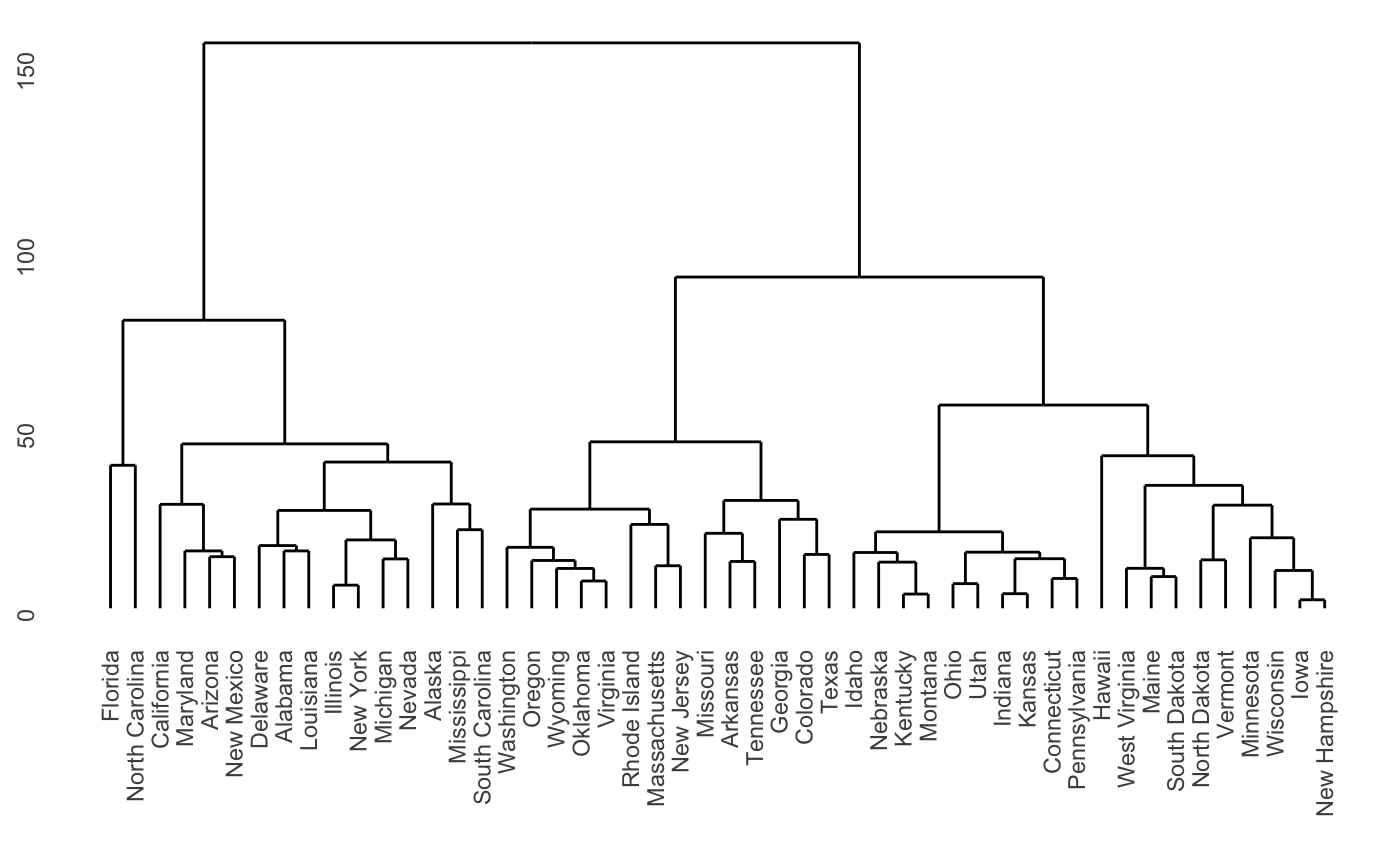 150
100
50
0
Florida
North Carolina
California
Maryland
Arizona
New Mexico
Delaware
Alabama
Louisiana
Illinois
New York
Michigan
Nevada
Alaska
Mississippi
South Carolina
Washington
Oregon
Wyoming
Oklahoma
Virginia
Rhode Island
Massachusetts
New Jersey
Missouri
Arkansas
Tennessee
Georgia
Colorado
Texas
Idaho
Nebraska
Kentucky
Montana
Ohio
Utah
Indiana
Kansas
Connecticut
Pennsylvania
Hawaii
West Virginia
Maine
South Dakota
North Dakota
Vermont
Minnesota
Wisconsin
Iowa
New Hampshire